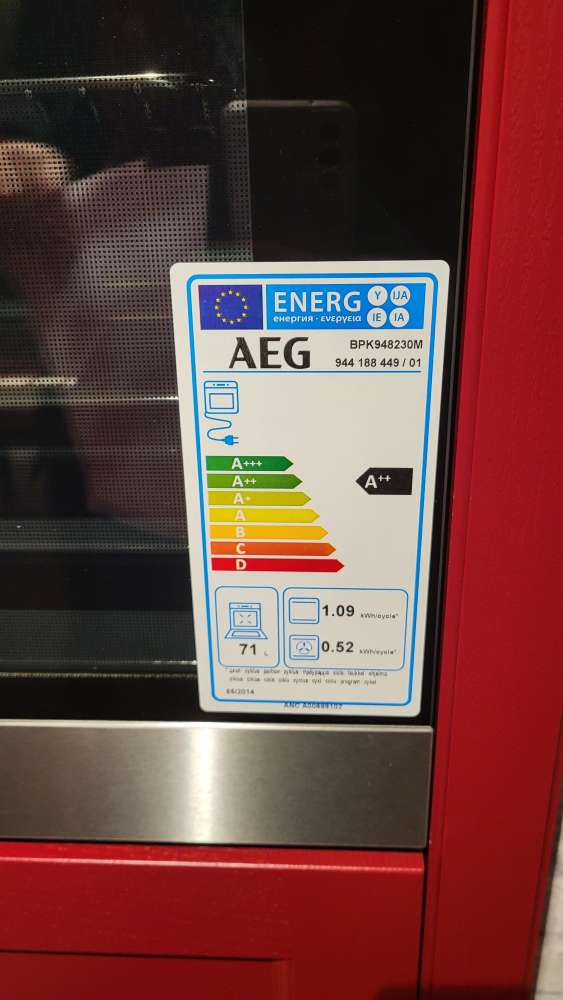 ENERG Y IJA
енергия · ενεργεια IE IA
AEG
BPK948230M
944 188 449 / 01
A+++
A++
A+
A
B
C
D
A++
71 L
1.09 kWh/cycle*
0.52 kWh/cycle*
65/2014